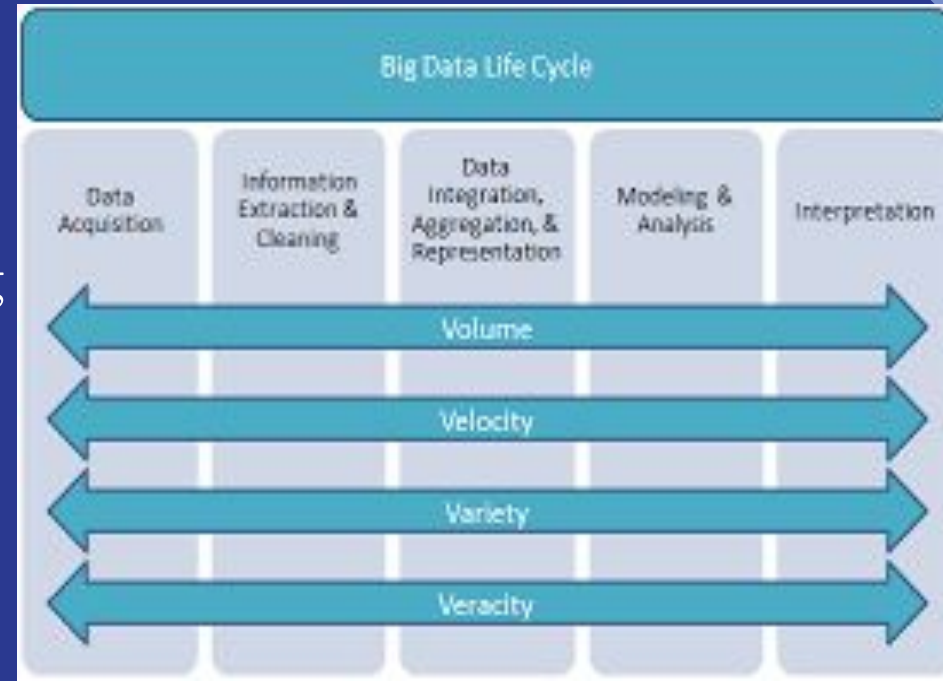 Big Data Life Cycle
Data
Acquisition
Information
Extraction &
Cleaning
Data
Integration,
Aggregation, &
Representation
Modeling &
Analysis
Interpretation
Volume
Velocity
Variety
Veracity